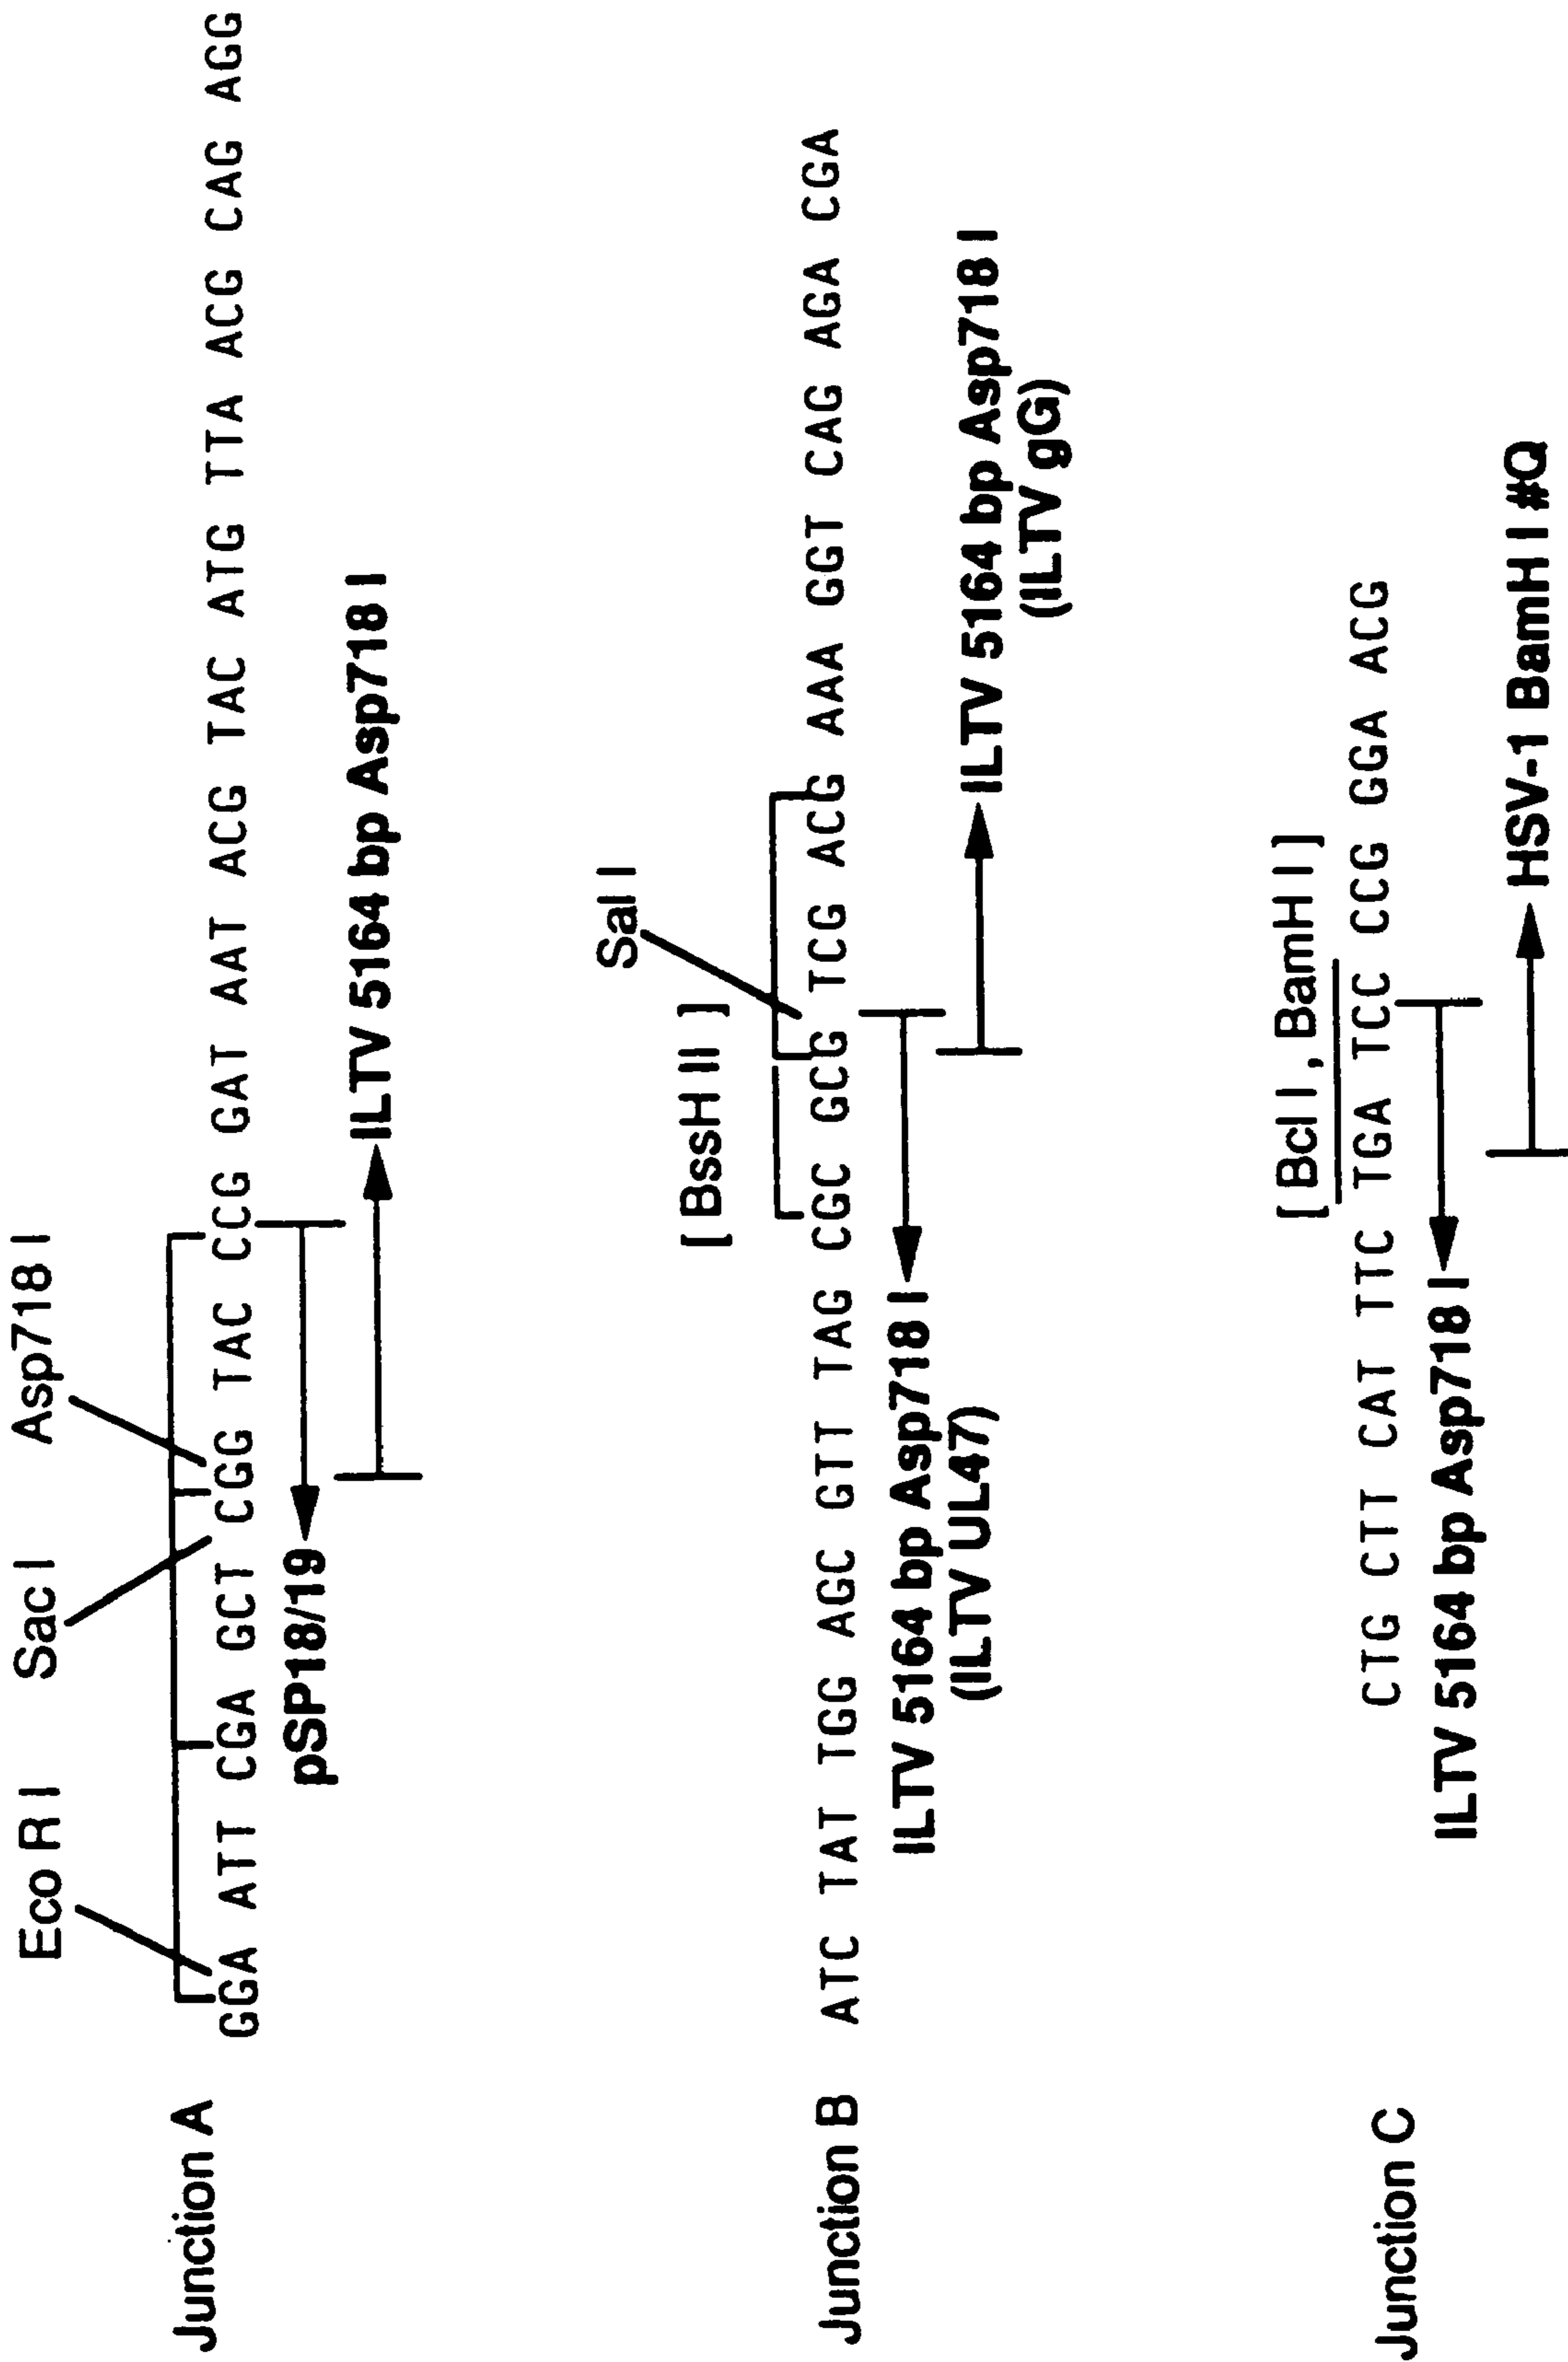 Eco R I Sac I Asp718 I
Junction A GGA ATT CGA GCT CGG TAC CCG GAT AAT ACG TAC ATG TTA ACG CAG AGG
pSP18/19
ILTV 5164 bp Asp718 I
Sal I
[ BssH II ]
Junction B ATC TAT TGG AGC GTT TAG CGC GCG TCG ACG AAA GGT CAG AGA CGA
ILTV 5164 bp Asp718 I
(ILTV UL47)
ILTV 5164 bp Asp718 I
(ILTV gG)
[ Bcl I, BamH I ]
Junction C CTG CTT CAT TTC TGA TCC CCG GGA ACG
ILTV 5164 bp Asp718 I
HSV-1 BamH I #Q